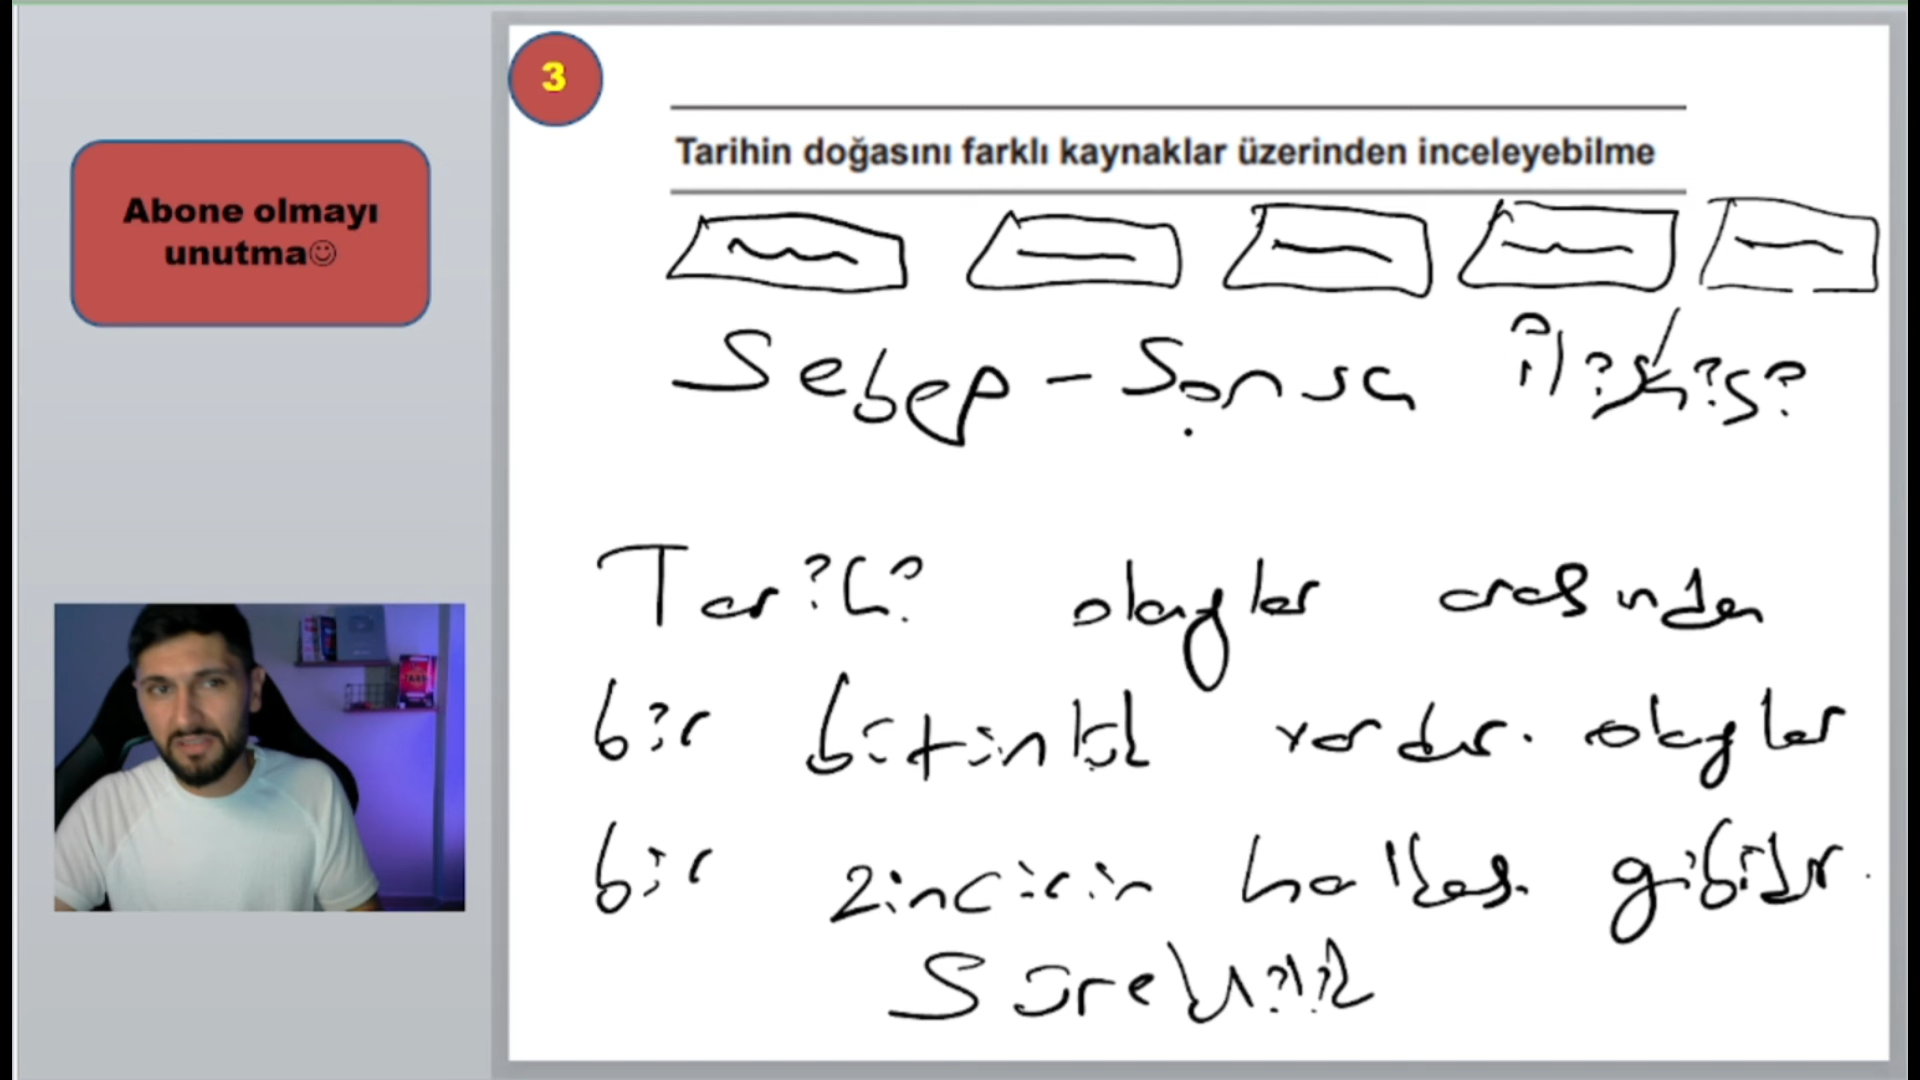 3
Tarihin doğasını farklı kaynaklar üzerinden inceleyebilme
Abone olmayı
unutma☺
Sebep - Sonuç ilişkisi
Tarihi olaylar arasından
bir bütünlük vardır. olaylar
bir zincirin halkası gibidir.
Süreklilik